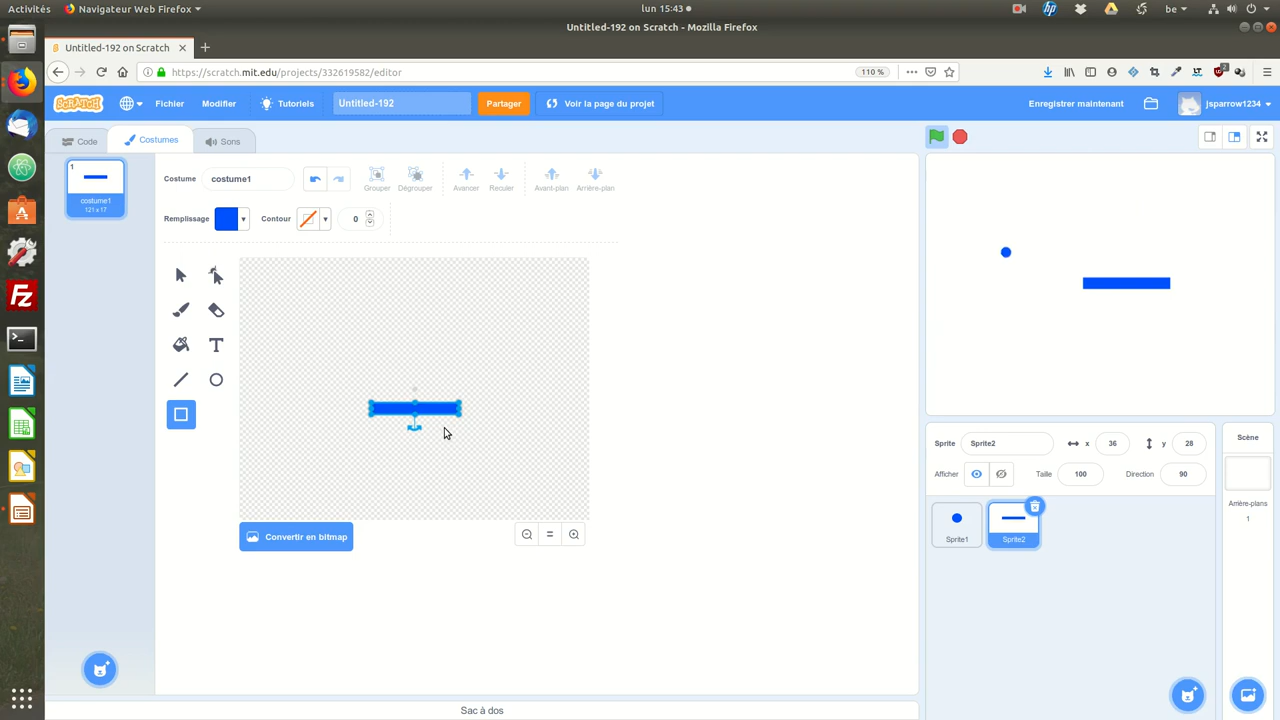 Activités
Navigateur Web Firefox
lun 15:43
be
Untitled-192 on Scratch - Mozilla Firefox
Untitled-192 on Scratch
https://scratch.mit.edu/projects/332619582/editor
110 %
2
SCRATCH
Fichier
Modifier
Tutoriels
Untitled-192
Partager
Voir la page du projet
Enregistrer maintenant
jsparrow1234
Code
Costumes
Sons
1
costume1
121 x 17
Costume
costume1
Grouper
Dégrouper
Avancer
Reculer
Avant-plan
Arrière-plan
Remplissage
Contour
0
T
Convertir en bitmap
Sprite
Sprite2
x
36
y
28
Afficher
Taille
100
Direction
90
Sprite1
Sprite2
Scène
Arrière-plans
1
Sac à dos